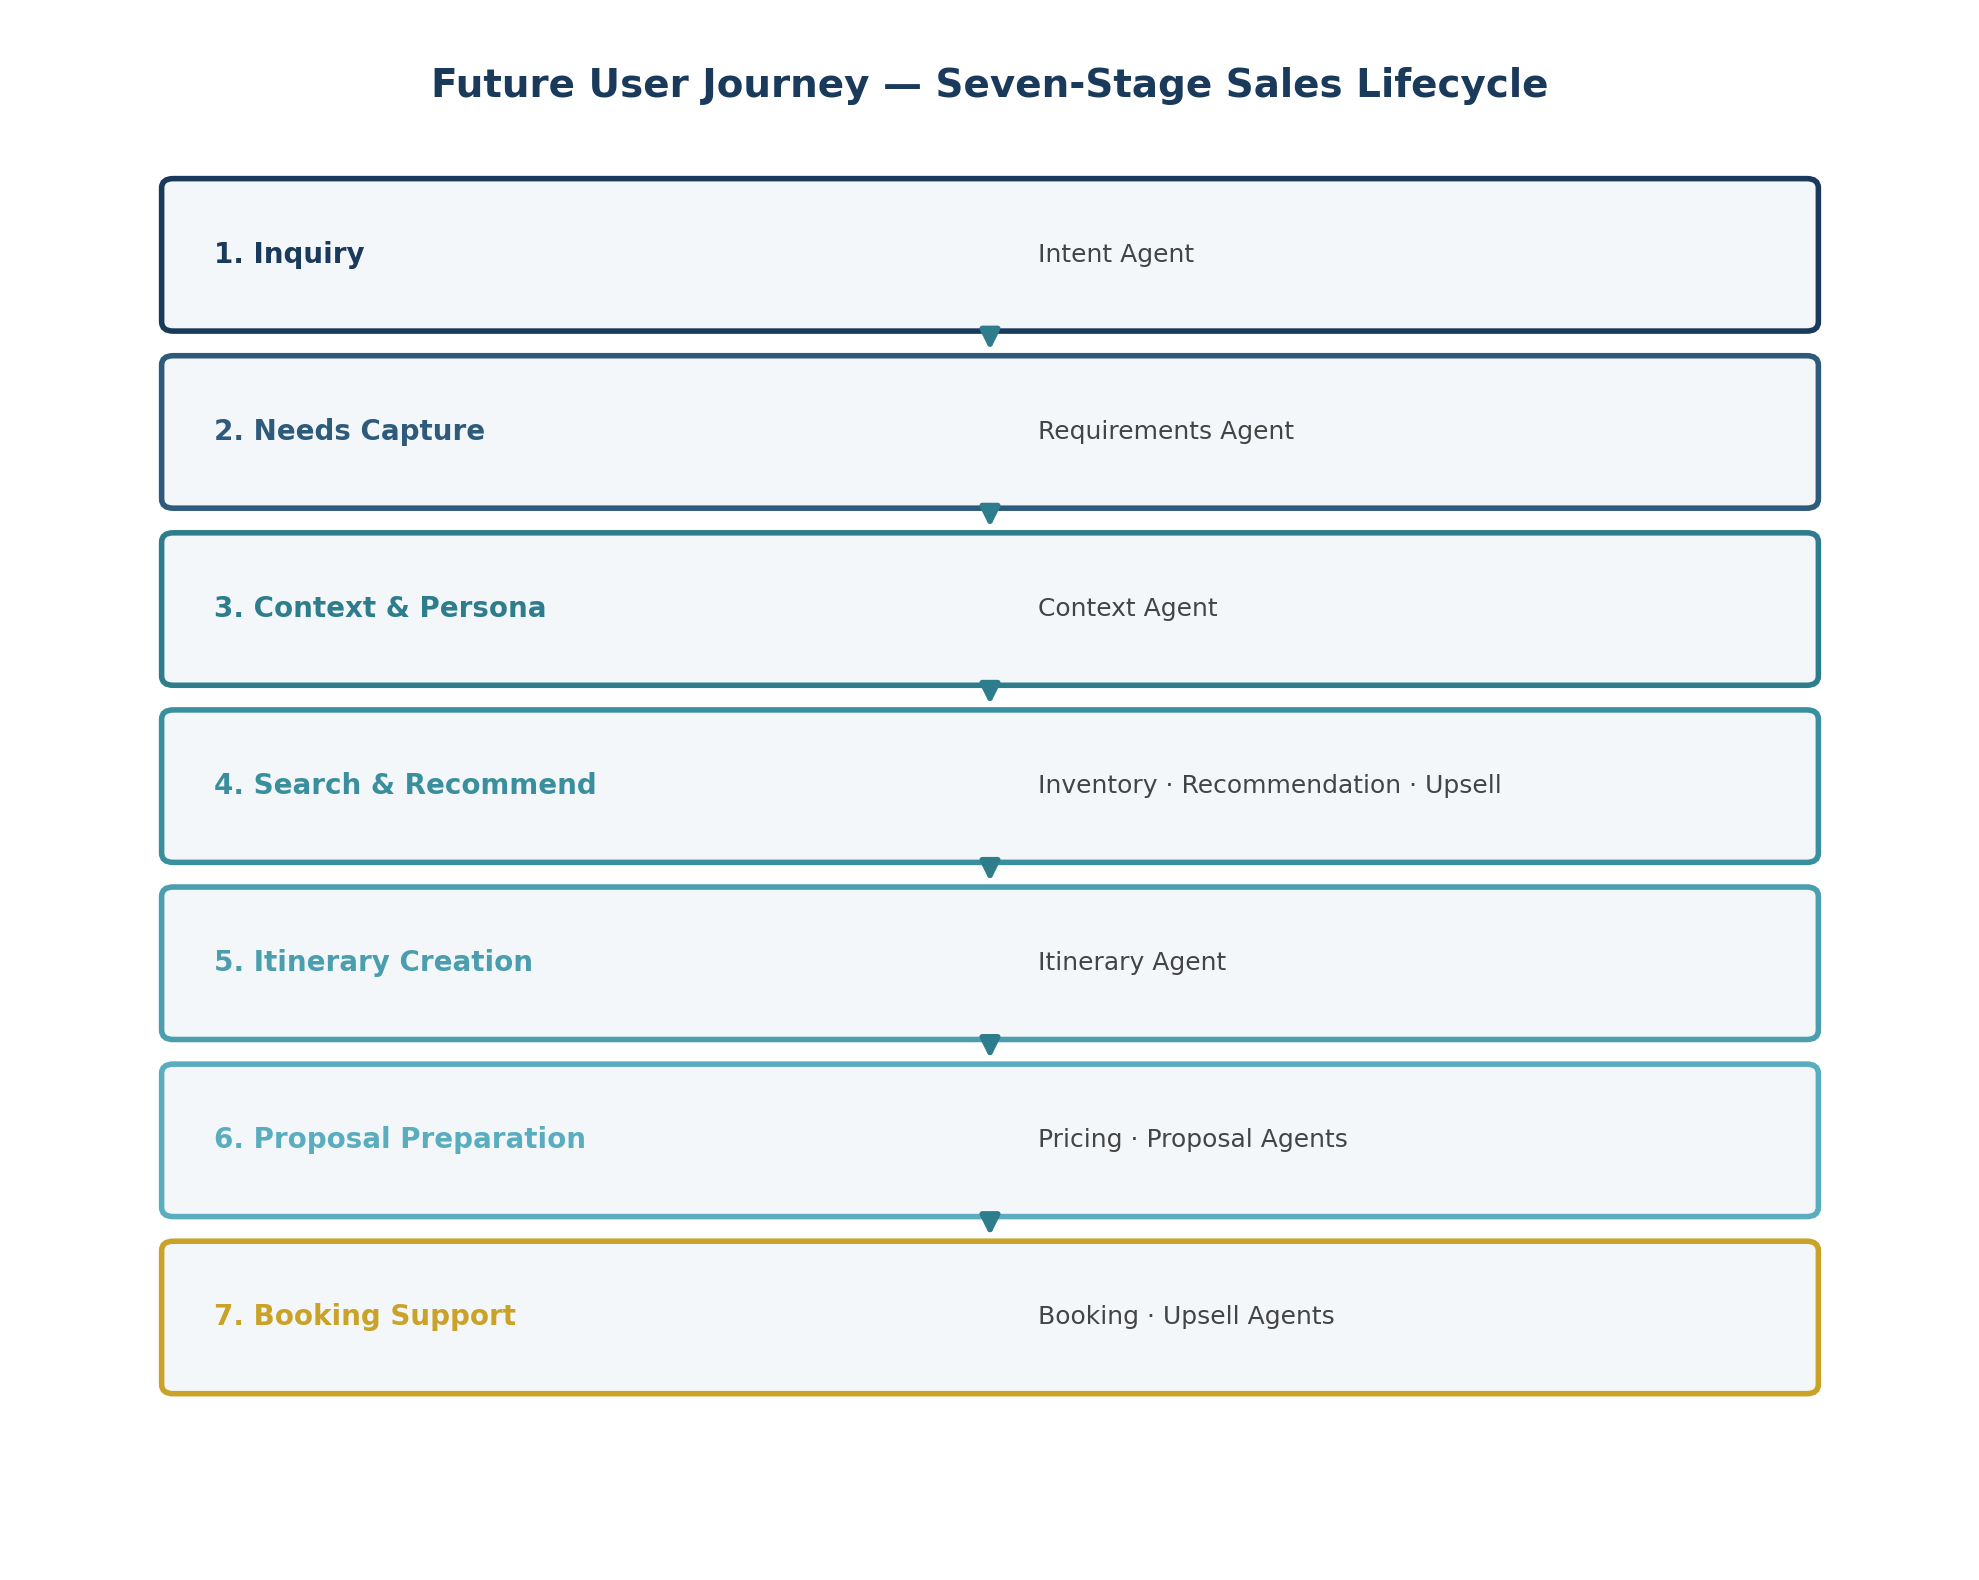 Future User Journey — Seven-Stage Sales Lifecycle
1. Inquiry
Intent Agent
2. Needs Capture
Requirements Agent
3. Context & Persona
Context Agent
4. Search & Recommend
Inventory · Recommendation · Upsell
5. Itinerary Creation
Itinerary Agent
6. Proposal Preparation
Pricing · Proposal Agents
7. Booking Support
Booking · Upsell Agents